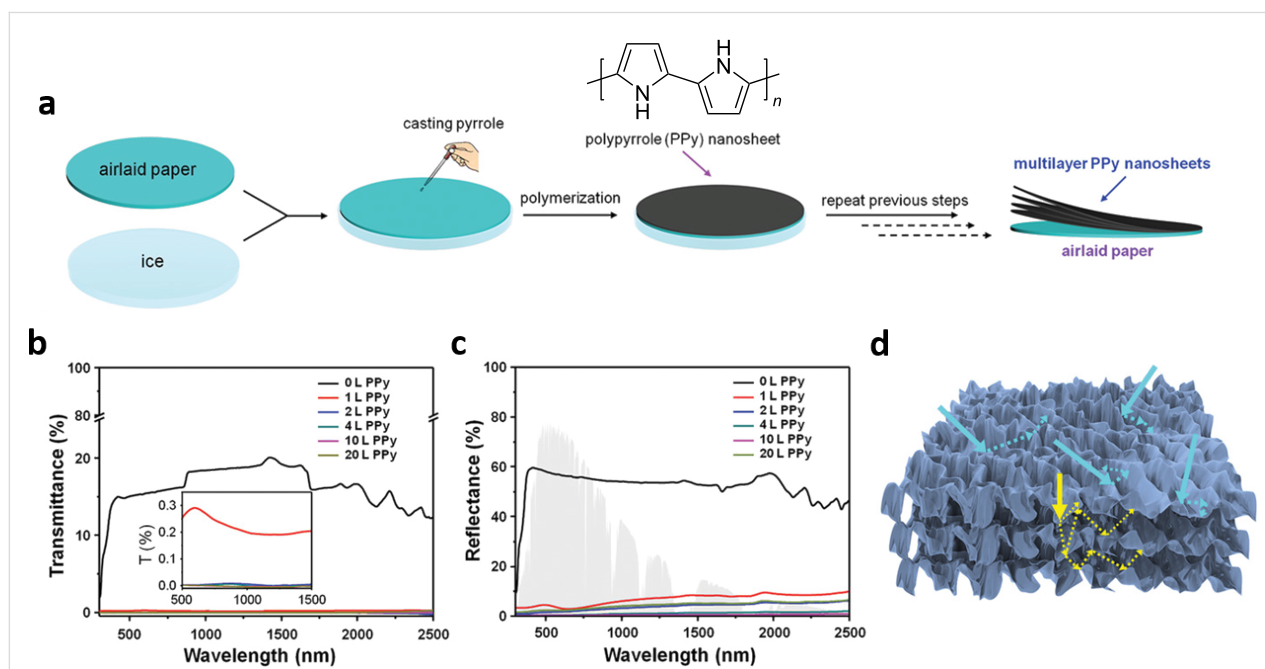 a
airlaid paper
ice
casting pyrrole
polymerization
H
N
N
H
n
polypyrrole (PPy) nanosheet
repeat previous steps
multilayer PPy nanosheets
airlaid paper
b
Transmittance (%)
100
80
20
10
0
0 L PPy
1 L PPy
2 L PPy
4 L PPy
10 L PPy
20 L PPy
T (%)
0.3
0.2
0.1
0.0
500 1000 1500
500 1000 1500 2000 2500
Wavelength (nm)
c
Reflectance (%)
100
80
60
40
20
0
0 L PPy
1 L PPy
2 L PPy
4 L PPy
10 L PPy
20 L PPy
500 1000 1500 2000 2500
Wavelength (nm)
d